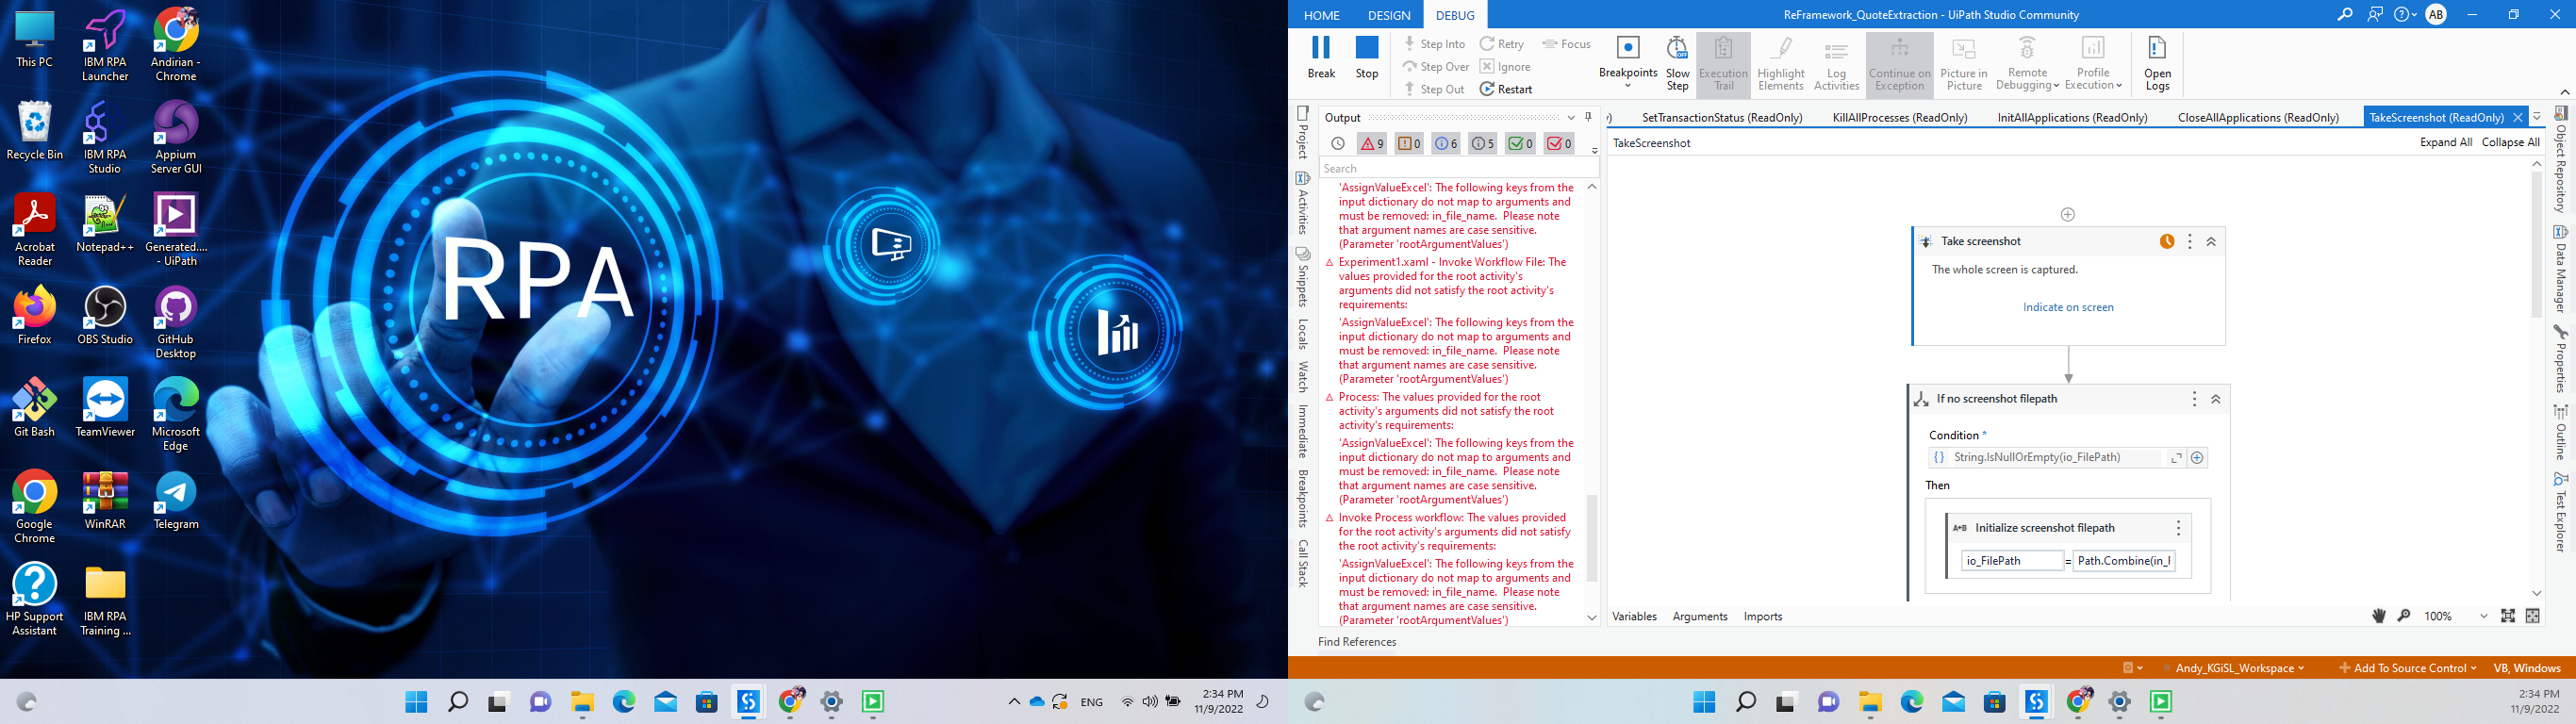 This PC
IBM RPA Launcher
Andirian - Chrome
Recycle Bin
IBM RPA Studio
Appium Server GUI
Acrobat Reader
Notepad++
Generated.... - UiPath
Firefox
OBS Studio
GitHub Desktop
Git Bash
TeamViewer
Microsoft Edge
Google Chrome
WinRAR
Telegram
HP Support Assistant
IBM RPA Training ...
RPA
ENG
2:34 PM
11/9/2022
HOME DESIGN DEBUG
ReFramework_QuoteExtraction - UiPath Studio Community
AB
Break
Stop
Step Into
Step Over
Step Out
Retry
Ignore
Restart
Focus
Breakpoints
Slow Step
OFF
Execution Trail
Highlight Elements
Log Activities
Continue on Exception
Picture in Picture
Remote Debugging
Profile Execution
Open Logs
Project
Activities
Snippets
Locals
Watch
Immediate
Breakpoints
Call Stack
Output
9 0 6 5 0 0
Search
'AssignValueExcel': The following keys from the
input dictionary do not map to arguments and
must be removed: in_file_name. Please note
that argument names are case sensitive.
(Parameter 'rootArgumentValues')
Experiment1.xaml - Invoke Workflow File: The
values provided for the root activity's
arguments did not satisfy the root activity's
requirements:
'AssignValueExcel': The following keys from the
input dictionary do not map to arguments and
must be removed: in_file_name. Please note
that argument names are case sensitive.
(Parameter 'rootArgumentValues')
Process: The values provided for the root
activity's arguments did not satisfy the root
activity's requirements:
'AssignValueExcel': The following keys from the
input dictionary do not map to arguments and
must be removed: in_file_name. Please note
that argument names are case sensitive.
(Parameter 'rootArgumentValues')
Invoke Process workflow: The values provided
for the root activity's arguments did not satisfy
the root activity's requirements:
'AssignValueExcel': The following keys from the
input dictionary do not map to arguments and
must be removed: in_file_name. Please note
that argument names are case sensitive.
(Parameter 'rootArgumentValues')
Find References
y) SetTransactionStatus (ReadOnly) KillAllProcesses (ReadOnly) InitAllApplications (ReadOnly) CloseAllApplications (ReadOnly) TakeScreenshot (ReadOnly)
TakeScreenshot
Expand All Collapse All
Take screenshot
The whole screen is captured.
Indicate on screen
If no screenshot filepath
Condition *
String.IsNullOrEmpty(io_FilePath)
Then
A+B Initialize screenshot filepath
io_FilePath = Path.Combine(in_F
Variables Arguments Imports
100%
Object Repository
Data Manager
Properties
Outline
Test Explorer
Andy_KGiSL_Workspace
Add To Source Control
VB, Windows
2:34 PM
11/9/2022